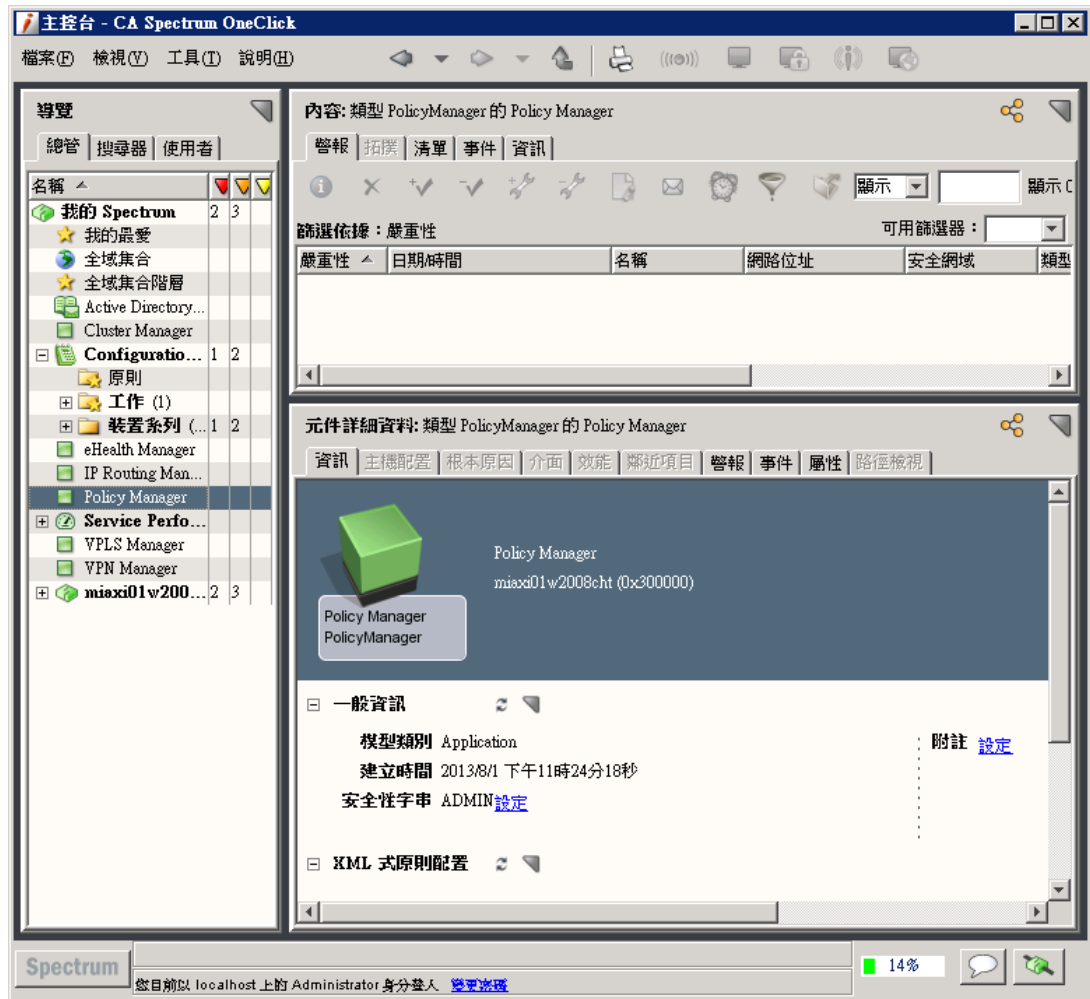 主控台 - CA Spectrum OneClick
檔案(F) 檢視(V) 工具(T) 說明(H)
導覽
總管 搜尋器 使用者
名稱
我的 Spectrum 2 3
我的最愛
全域集合
全域集合階層
Active Directory...
Cluster Manager
Configuratio... 1 2
原則
工作 (1)
裝置系列 (... 1 2
eHealth Manager
IP Routing Man...
Policy Manager
Service Perfo...
VPLS Manager
VPN Manager
miaxi01w200... 2 3
內容: 類型 PolicyManager 的 Policy Manager
警報 拓撲 清單 事件 資訊
顯示 顯示
篩選依據：嚴重性 可用篩選器：
嚴重性 日期/時間 名稱 網路位址 安全網域 類型
元件詳細資料: 類型 PolicyManager 的 Policy Manager
資訊 主機配置 根本原因 介面 效能 鄰近項目 警報 事件 屬性 路徑檢視
Policy Manager
miaxi01w2008cht (0x300000)
Policy Manager
PolicyManager
一般資訊
模型類別 Application 附註 設定
建立時間 2013/8/1 下午11時24分18秒
安全性字串 ADMIN設定
XML 式原則配置
Spectrum
14%
您目前以 localhost 上的 Administrator 身分登入 變更密碼